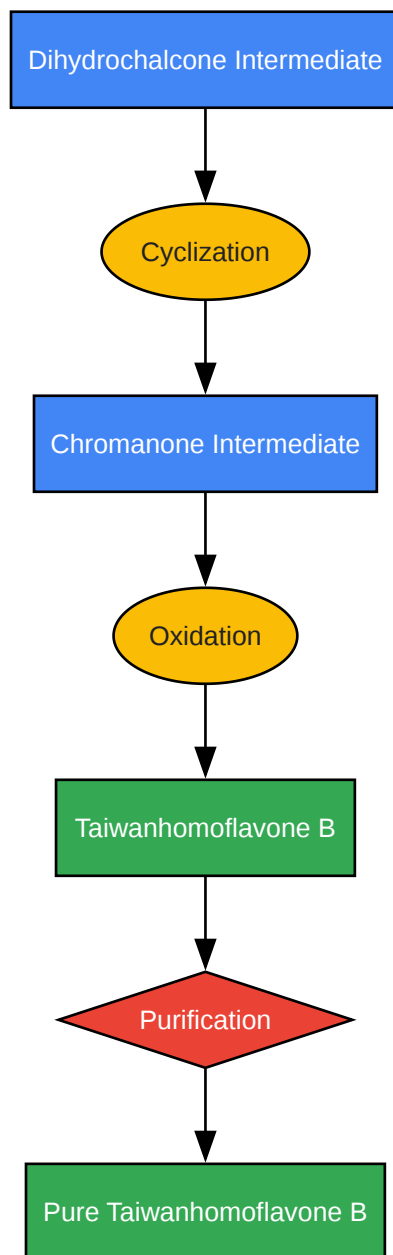 Dihydrochalcone Intermediate
Cyclization
Chromanone Intermediate
Oxidation
Taiwanhomoflavone B
Purification
Pure Taiwanhomoflavone B